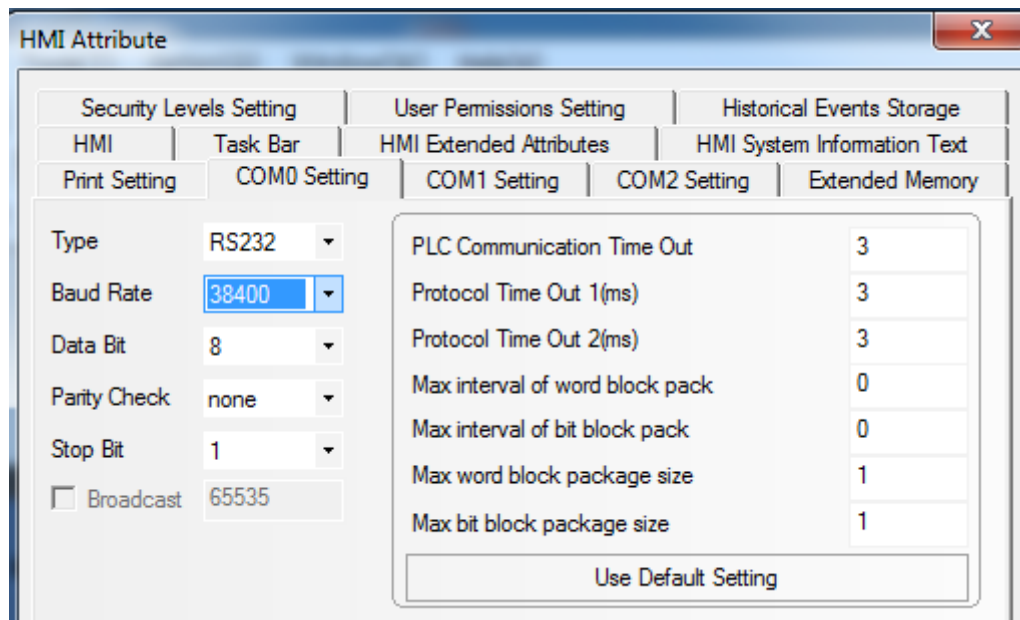 HMI Attribute
Security Levels Setting User Permissions Setting Historical Events Storage
HMI Task Bar HMI Extended Attributes HMI System Information Text
Print Setting COM0 Setting COM1 Setting COM2 Setting Extended Memory
Type RS232
Baud Rate 38400
Data Bit 8
Parity Check none
Stop Bit 1
Broadcast 65535
PLC Communication Time Out 3
Protocol Time Out 1(ms) 3
Protocol Time Out 2(ms) 3
Max interval of word block pack 0
Max interval of bit block pack 0
Max word block package size 1
Max bit block package size 1
Use Default Setting